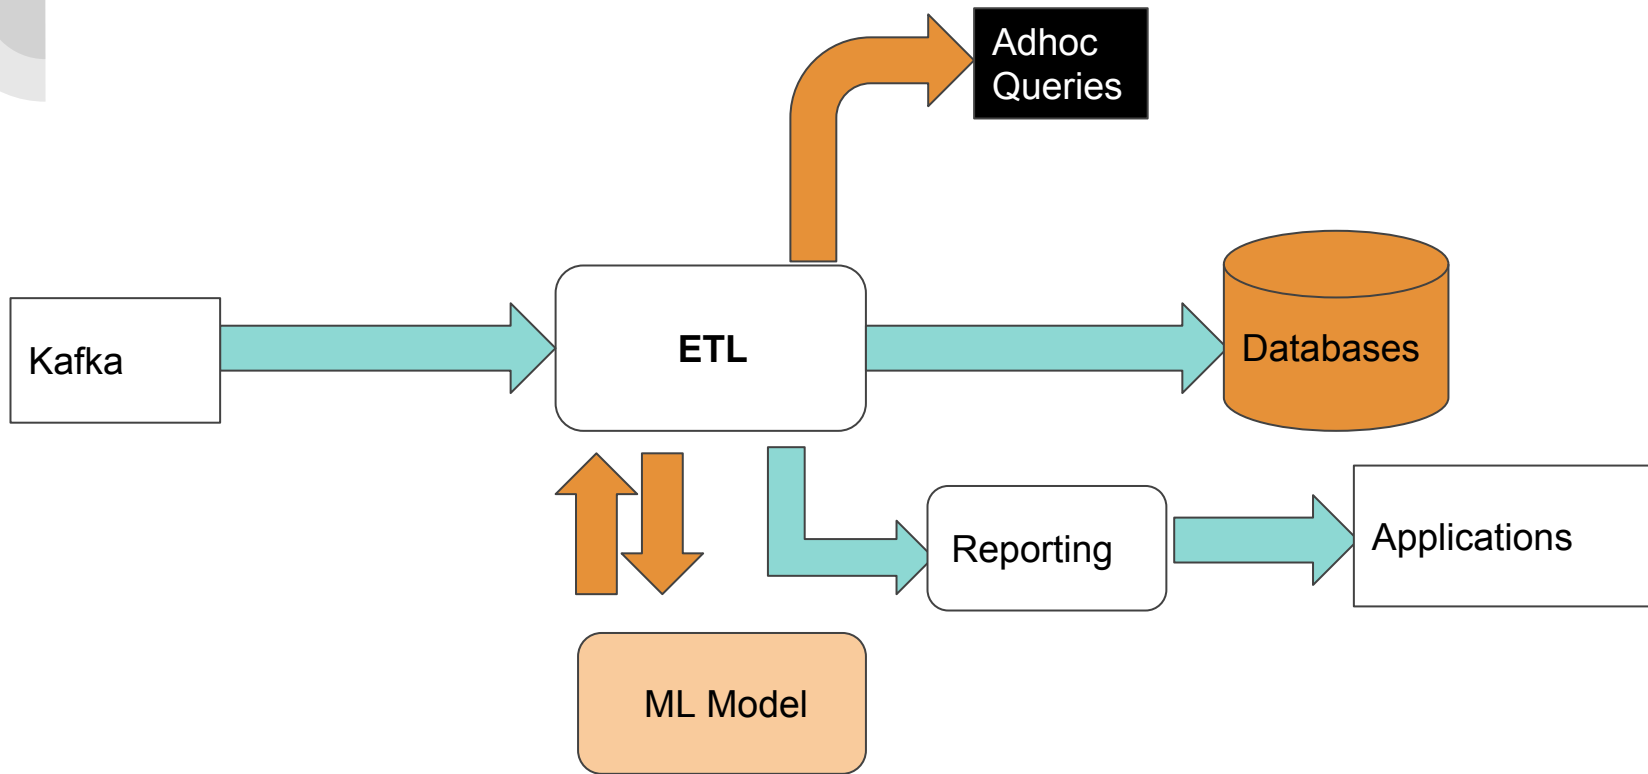 Adhoc
Queries
Kafka
ETL
Databases
Reporting
Applications
ML Model